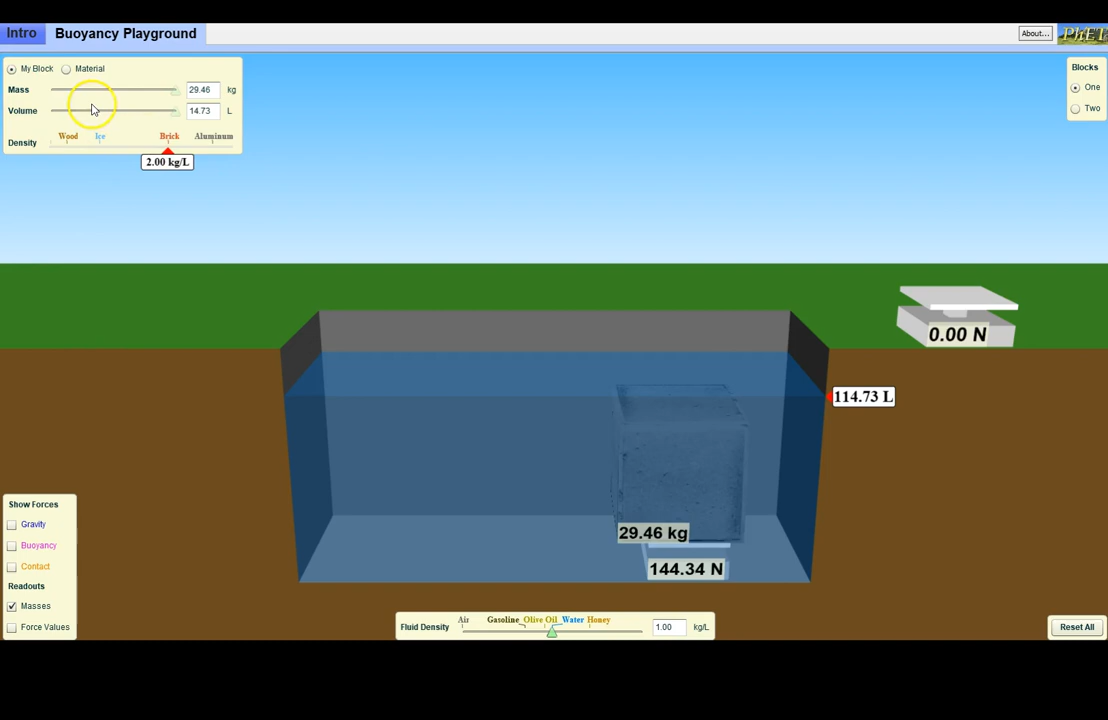 Intro
Buoyancy Playground
About...
PhET
My Block
Material
Mass
29.46
kg
Volume
14.73
L
Wood
Ice
Brick
Aluminum
Density
2.00 kg/L
Blocks
One
Two
0.00 N
114.73 L
29.46 kg
144.34 N
Show Forces
Gravity
Buoyancy
Contact
Readouts
Masses
Force Values
Air
Gasoline
Olive Oil
Water
Honey
Fluid Density
1.00
kg/L
Reset All